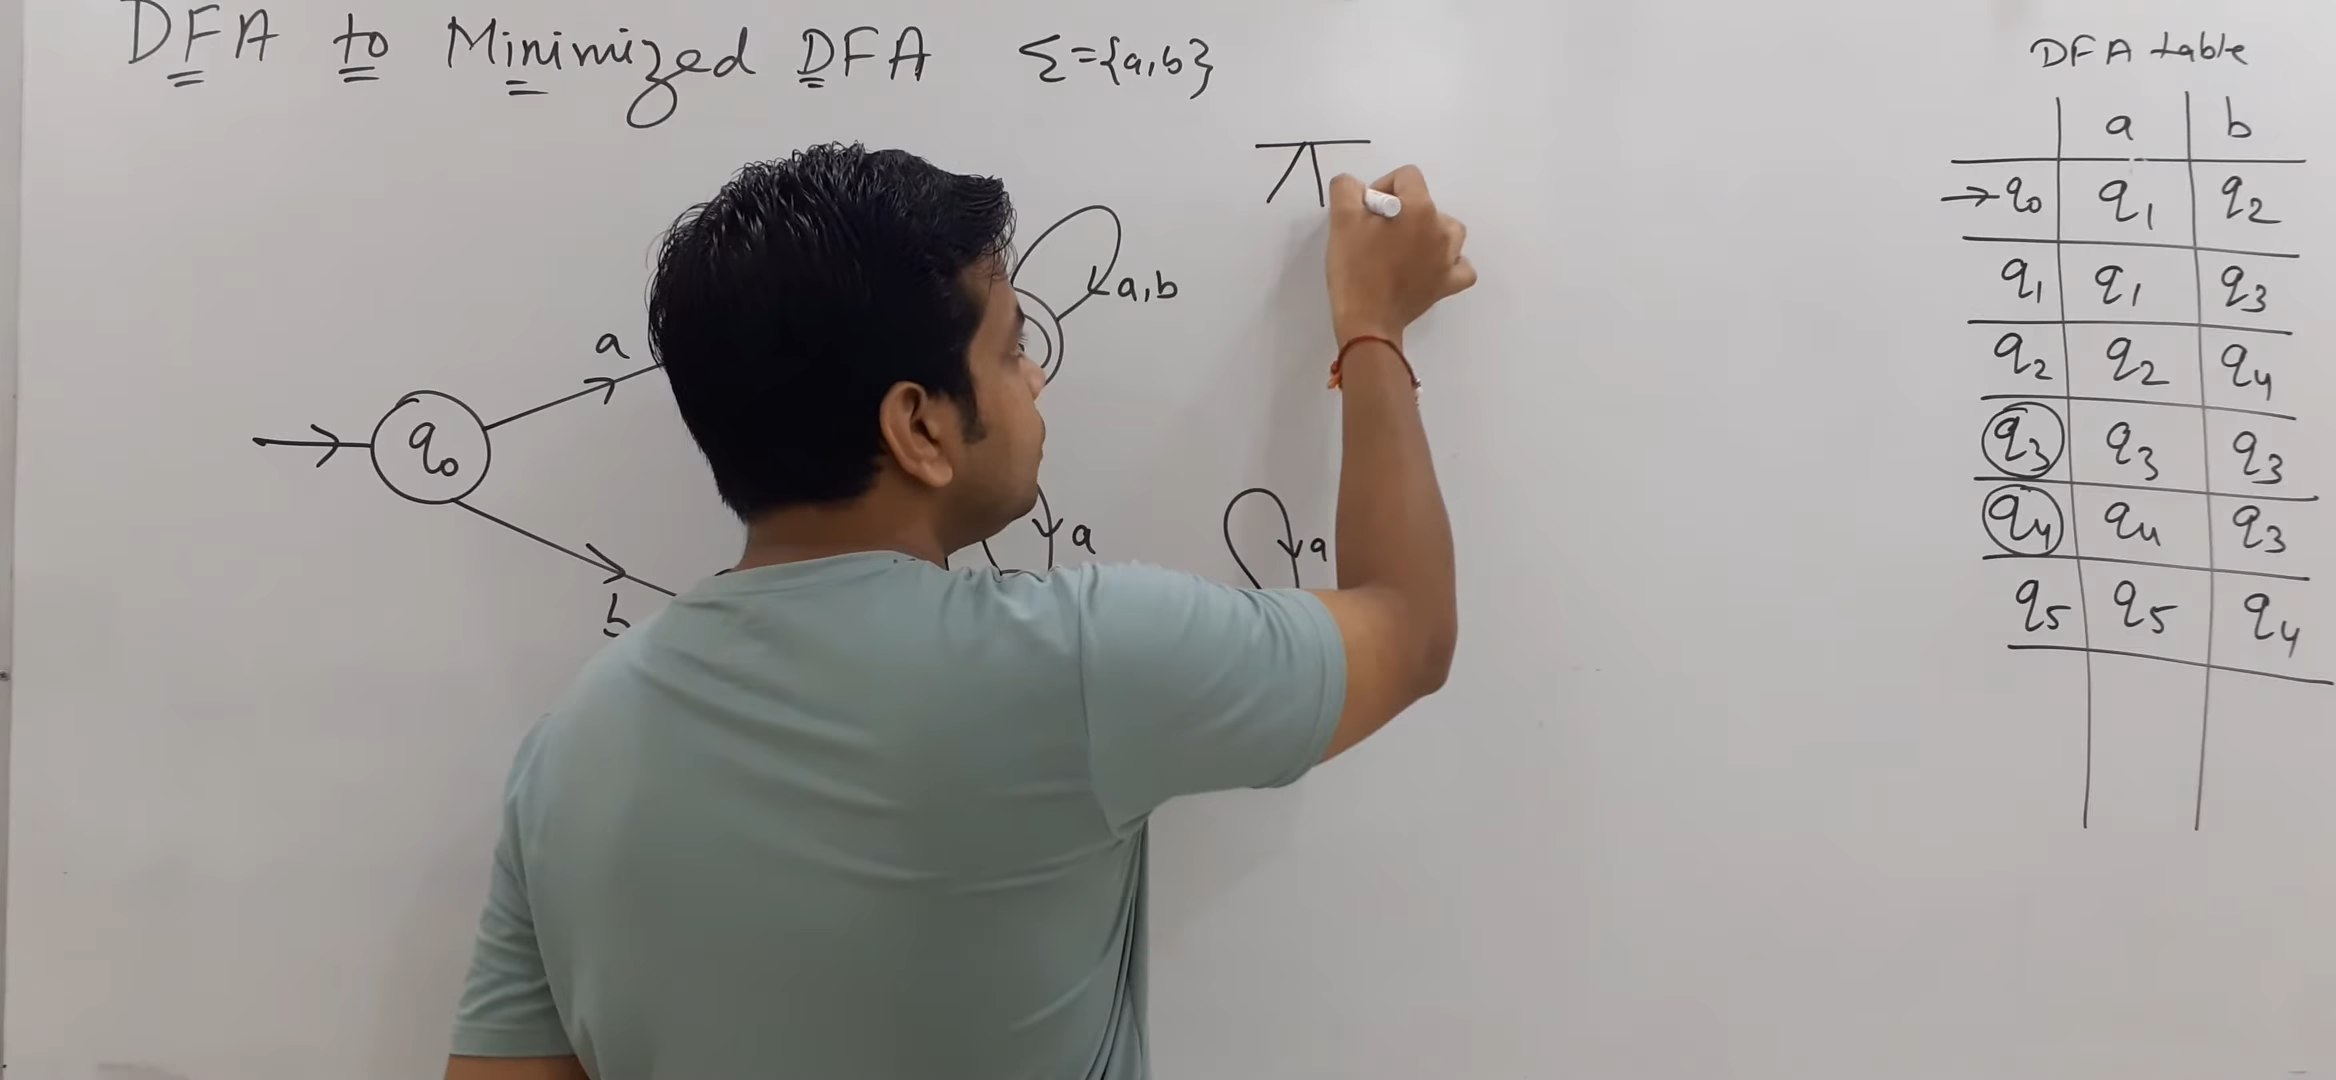 DFA to Minimized DFA Σ={a,b}
π
a,b
a
q0
a
a
b
DFA table
a b
→q0 q1 q2
q1 q1 q3
q2 q2 q4
q3 q3 q3
q4 q4 q3
q5 q5 q4